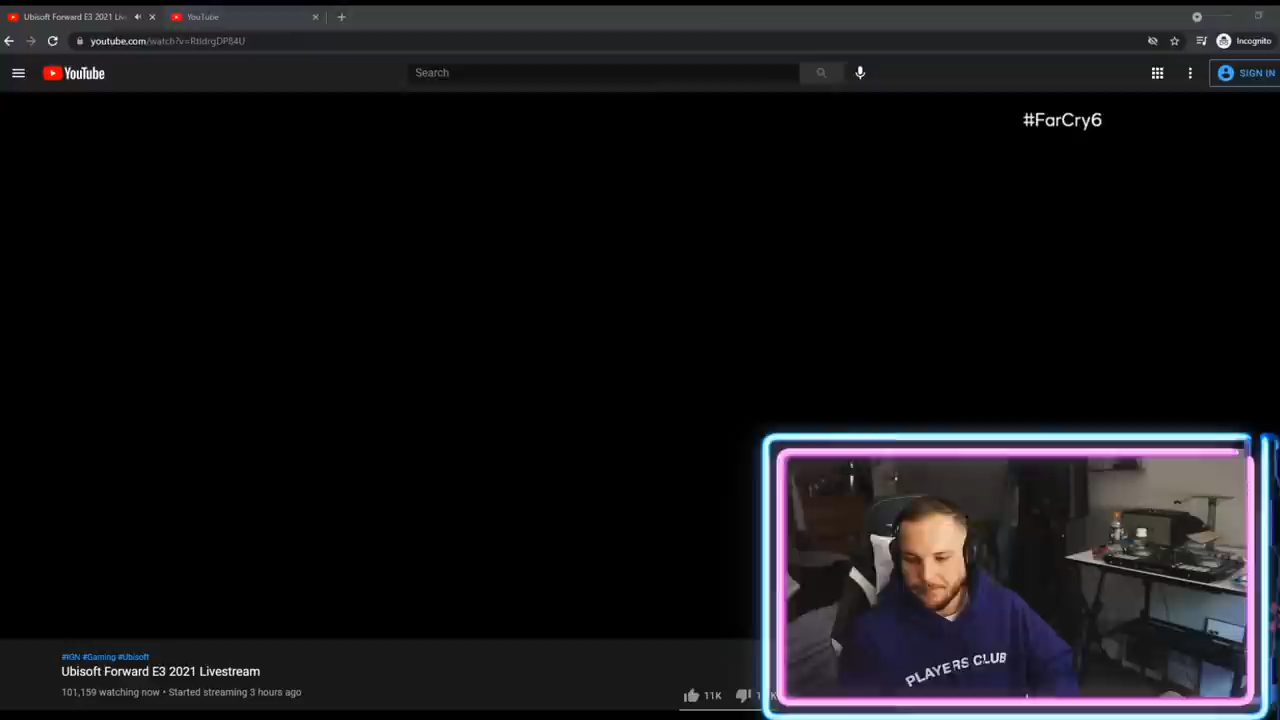 Ubisoft Forward E3 2021 Liv
YouTube
youtube.com/watch?v=RtIdrgDP84U
Incognito
YouTube
Search
SIGN IN
#FarCry6
PLAYERS CLUB
#IGN #Gaming #Ubisoft
Ubisoft Forward E3 2021 Livestream
101,159 watching now • Started streaming 3 hours ago
11K